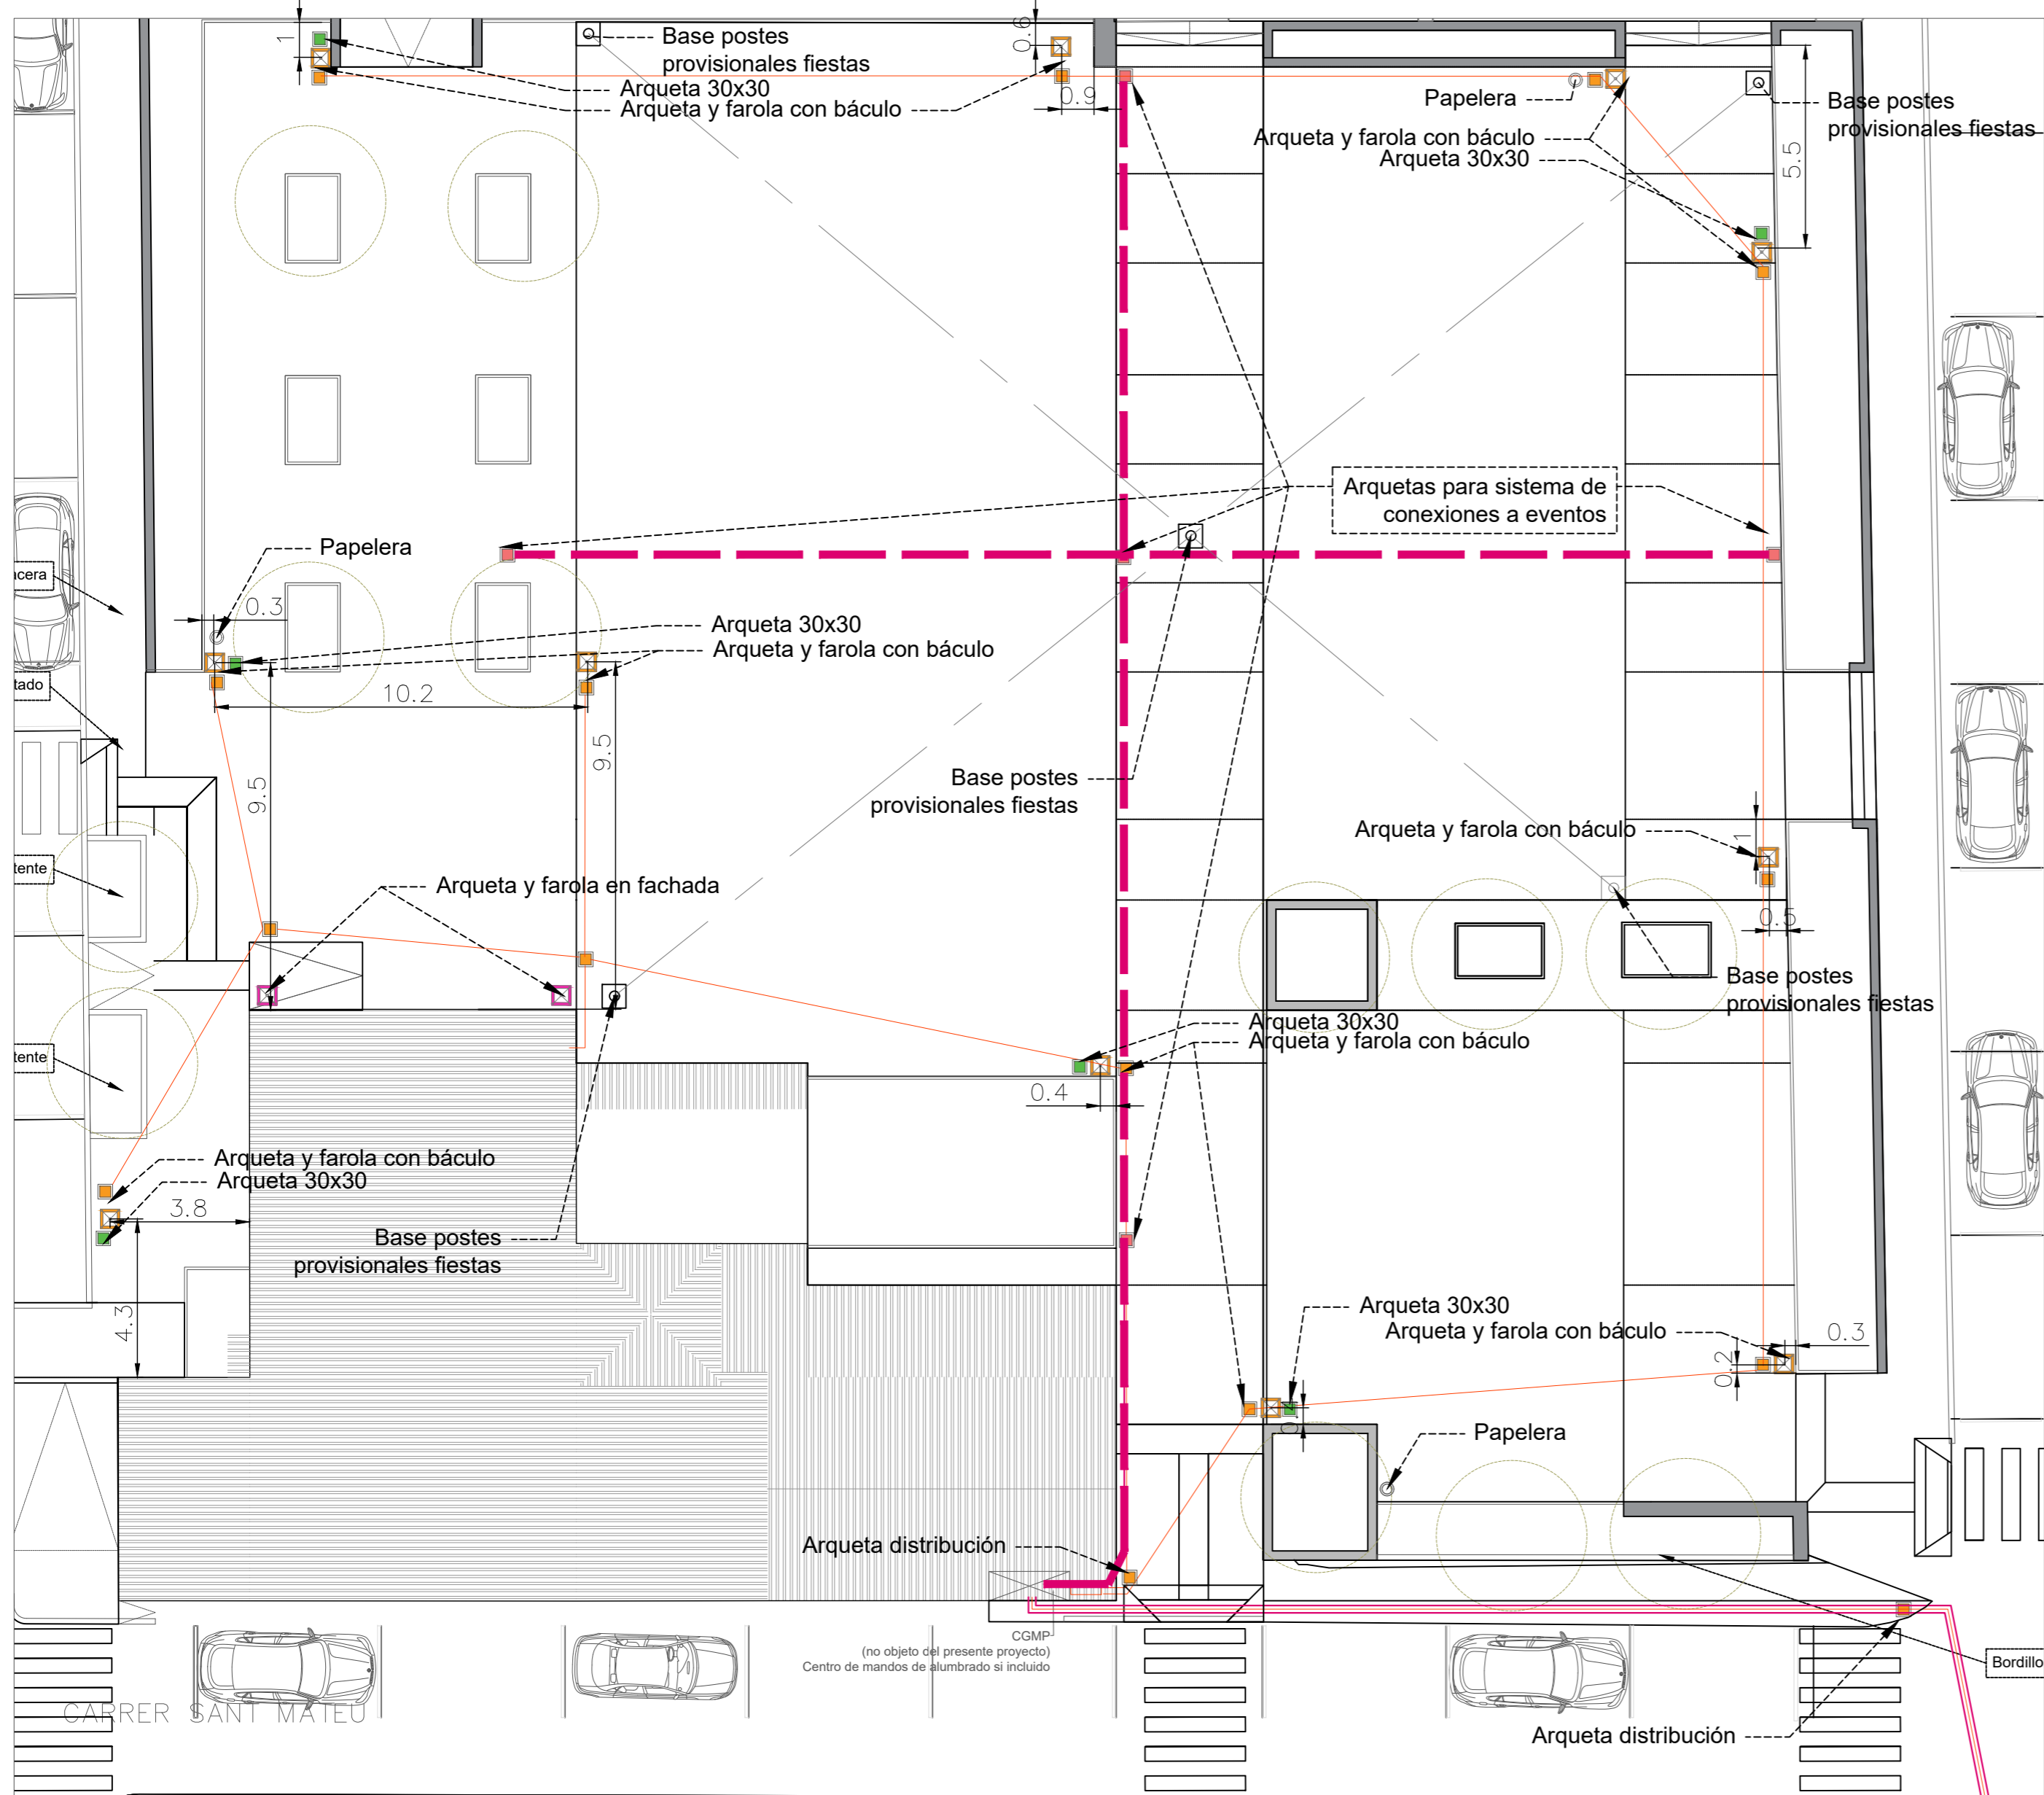 1
Base postes
provisionales fiestas
0.6
Arqueta 30x30
Arqueta y farola con báculo
0.9
Papelera
Base postes
provisionales fiestas
Arqueta y farola con báculo
Arqueta 30x30
5.5
Arquetas para sistema de
conexiones a eventos
Papelera
acera
0.3
Arqueta 30x30
Arqueta y farola con báculo
tado
10.2
9.5
9.5
Base postes
provisionales fiestas
Arqueta y farola con báculo
1
tente
Arqueta y farola en fachada
0.5
Base postes
provisionales fiestas
Arqueta 30x30
Arqueta y farola con báculo
tente
0.4
Arqueta y farola con báculo
Arqueta 30x30
3.8
Base postes
provisionales fiestas
4.3
Arqueta 30x30
Arqueta y farola con báculo
0.3
0.2
Papelera
Arqueta distribución
CGMP
(no objeto del presente proyecto)
Centro de mandos de alumbrado si incluido
Bordillo
CARRER SANT MATEU
Arqueta distribución